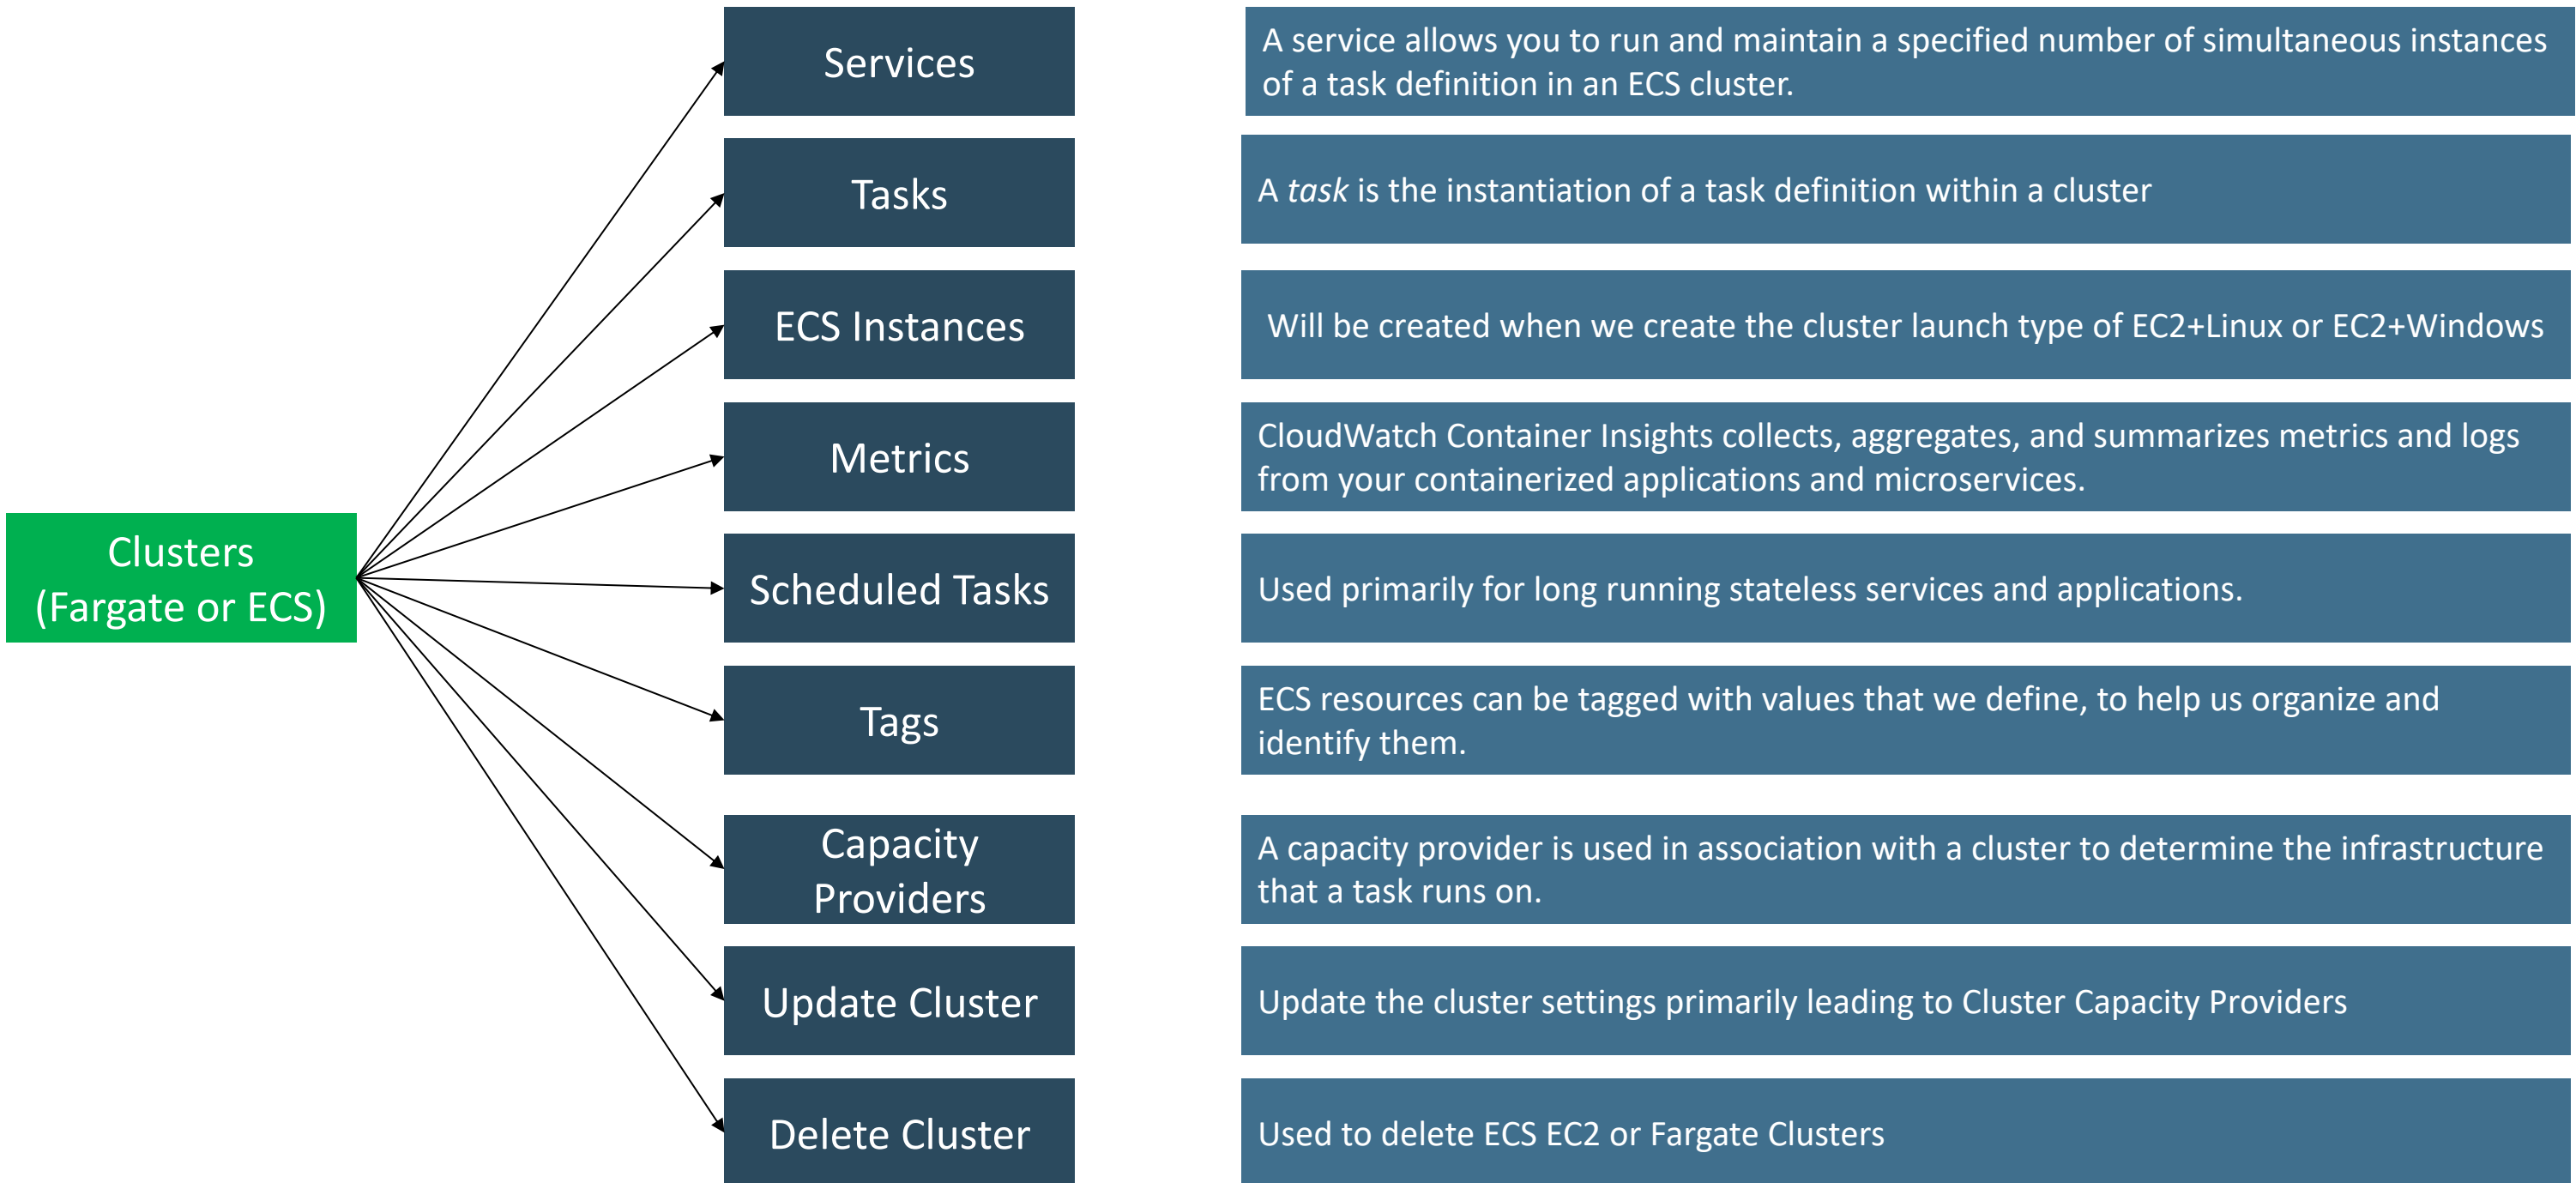 Services
A service allows you to run and maintain a specified number of simultaneous instances
of a task definition in an ECS cluster.
Tasks
A task is the instantiation of a task definition within a cluster
ECS Instances
Will be created when we create the cluster launch type of EC2+Linux or EC2+Windows
Metrics
CloudWatch Container Insights collects, aggregates, and summarizes metrics and logs
from your containerized applications and microservices.
Clusters
(Fargate or ECS)
Scheduled Tasks
Used primarily for long running stateless services and applications.
Tags
ECS resources can be tagged with values that we define, to help us organize and
identify them.
Capacity
Providers
A capacity provider is used in association with a cluster to determine the infrastructure
that a task runs on.
Update Cluster
Update the cluster settings primarily leading to Cluster Capacity Providers
Delete Cluster
Used to delete ECS EC2 or Fargate Clusters